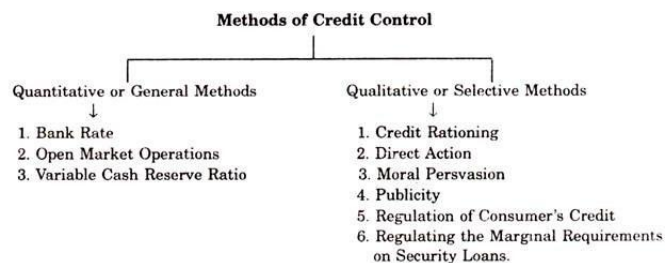 Methods of Credit Control
Quantitative or General Methods
1. Bank Rate
2. Open Market Operations
3. Variable Cash Reserve Ratio
Qualitative or Selective Methods
1. Credit Rationing
2. Direct Action
3. Moral Persvasion
4. Publicity
5. Regulation of Consumer's Credit
6. Regulating the Marginal Requirements
on Security Loans.